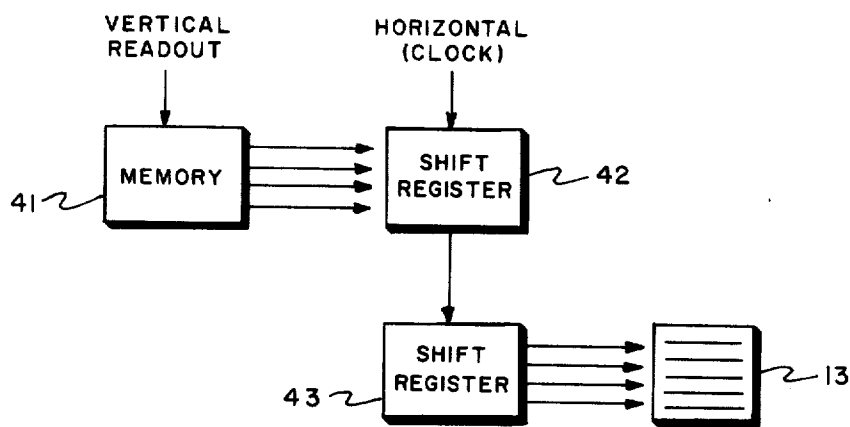 VERTICAL
READOUT
HORIZONTAL
(CLOCK)
MEMORY
SHIFT
REGISTER
41
42
SHIFT
REGISTER
43
13